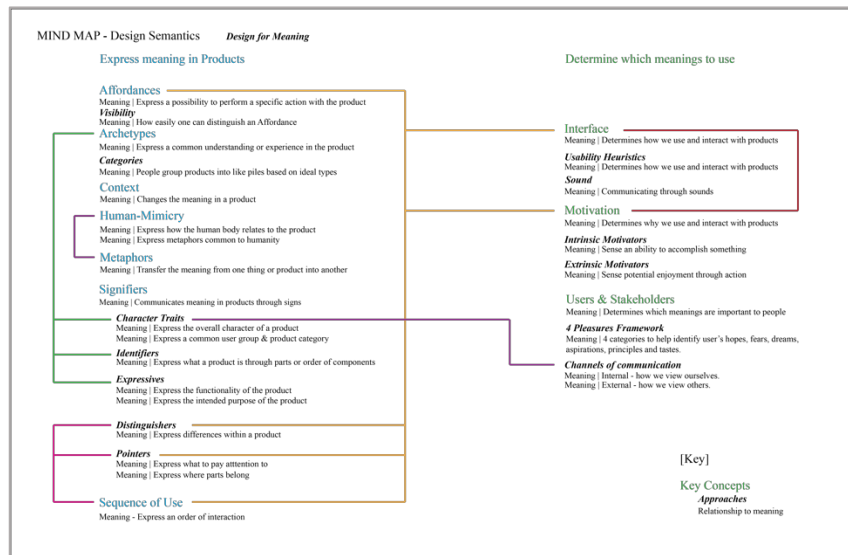 MIND MAP - Design Semantics Design for Meaning
Express meaning in Products
Affordances
Meaning | Express a possibility to perform a specific action with the product
Visibility
Meaning | How easily one can distinguish an Affordance
Archetypes
Meaning | Express a common understanding or experience in the product
Categories
Meaning | People group products into like piles based on ideal types
Context
Meaning | Changes the meaning in a product
Human-Mimicry
Meaning | Express how the human body relates to the product
Meaning | Express metaphors common to humanity
Metaphors
Meaning | Transfer the meaning from one thing or product into another
Signifiers
Meaning | Communicates meaning in products through signs
Character Traits
Meaning | Express the overall character of a product
Meaning | Express a common user group & product category
Identifiers
Meaning | Express what a product is through parts or order of components
Expressives
Meaning | Express the functionality of the product
Meaning | Express the intended purpose of the product
Distinguishers
Meaning | Express differences within a product
Pointers
Meaning | Express what to pay atttention to
Meaning | Express where parts belong
Sequence of Use
Meaning - Express an order of interaction
Determine which meanings to use
Interface
Meaning | Determines how we use and interact with products
Usability Heuristics
Meaning | Determines how we use and interact with products
Sound
Meaning | Communicating through sounds
Motivation
Meaning | Determines why we use and interact with products
Intrinsic Motivators
Meaning | Sense an ability to accomplish something
Extrinsic Motivators
Meaning | Sense potential enjoyment through action
Users & Stakeholders
Meaning | Determines which meanings are important to people
4 Pleasures Framework
Meaning | 4 categories to help identify user's hopes, fears, dreams,
aspirations, principles and tastes.
Channels of communication
Meaning | Internal - how we view ourselves.
Meaning | External - how we view others.
[Key]
Key Concepts
Approaches
Relationship to meaning